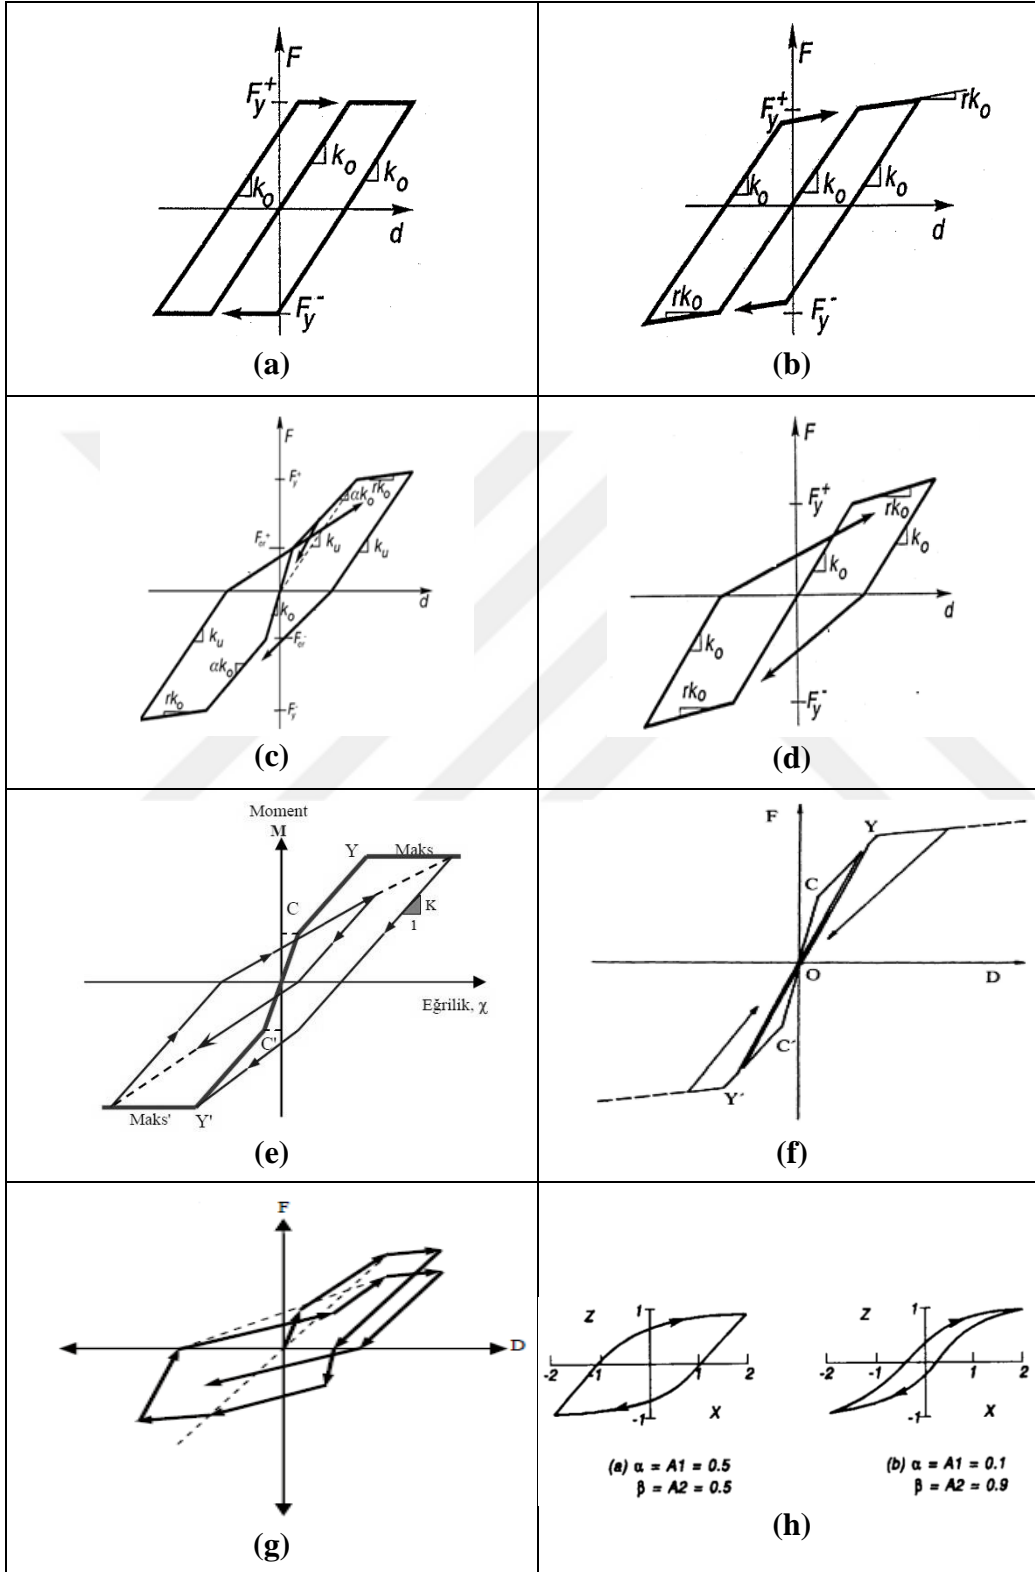 F
F_y^+
k_o
k_o
k_o
d
F_y^-
(a)
F
F_y^+
rk_o
k_o
k_o
k_o
d
rk_o
F_y^-
(b)
F
F_y^+
rk_o
αk_o
F_cr^+
k_u
k_u
d
k_o
k_u
αk_o
rk_o
F_y^-
(c)
F
F_y^+
rk_o
k_o
k_o
d
k_o
rk_o
F_y^-
(d)
Moment
M
Y
Maks
C
K
1
Eğrilik, χ
C'
Maks'
Y'
(e)
F
Y
C
O
D
C'
Y'
(f)
F
D
(g)
Z
1
-2
-1
1
2
-1
X
(a) α = A1 = 0.5
β = A2 = 0.5
Z
1
-2
-1
1
2
-1
X
(b) α = A1 = 0.1
β = A2 = 0.9
(h)